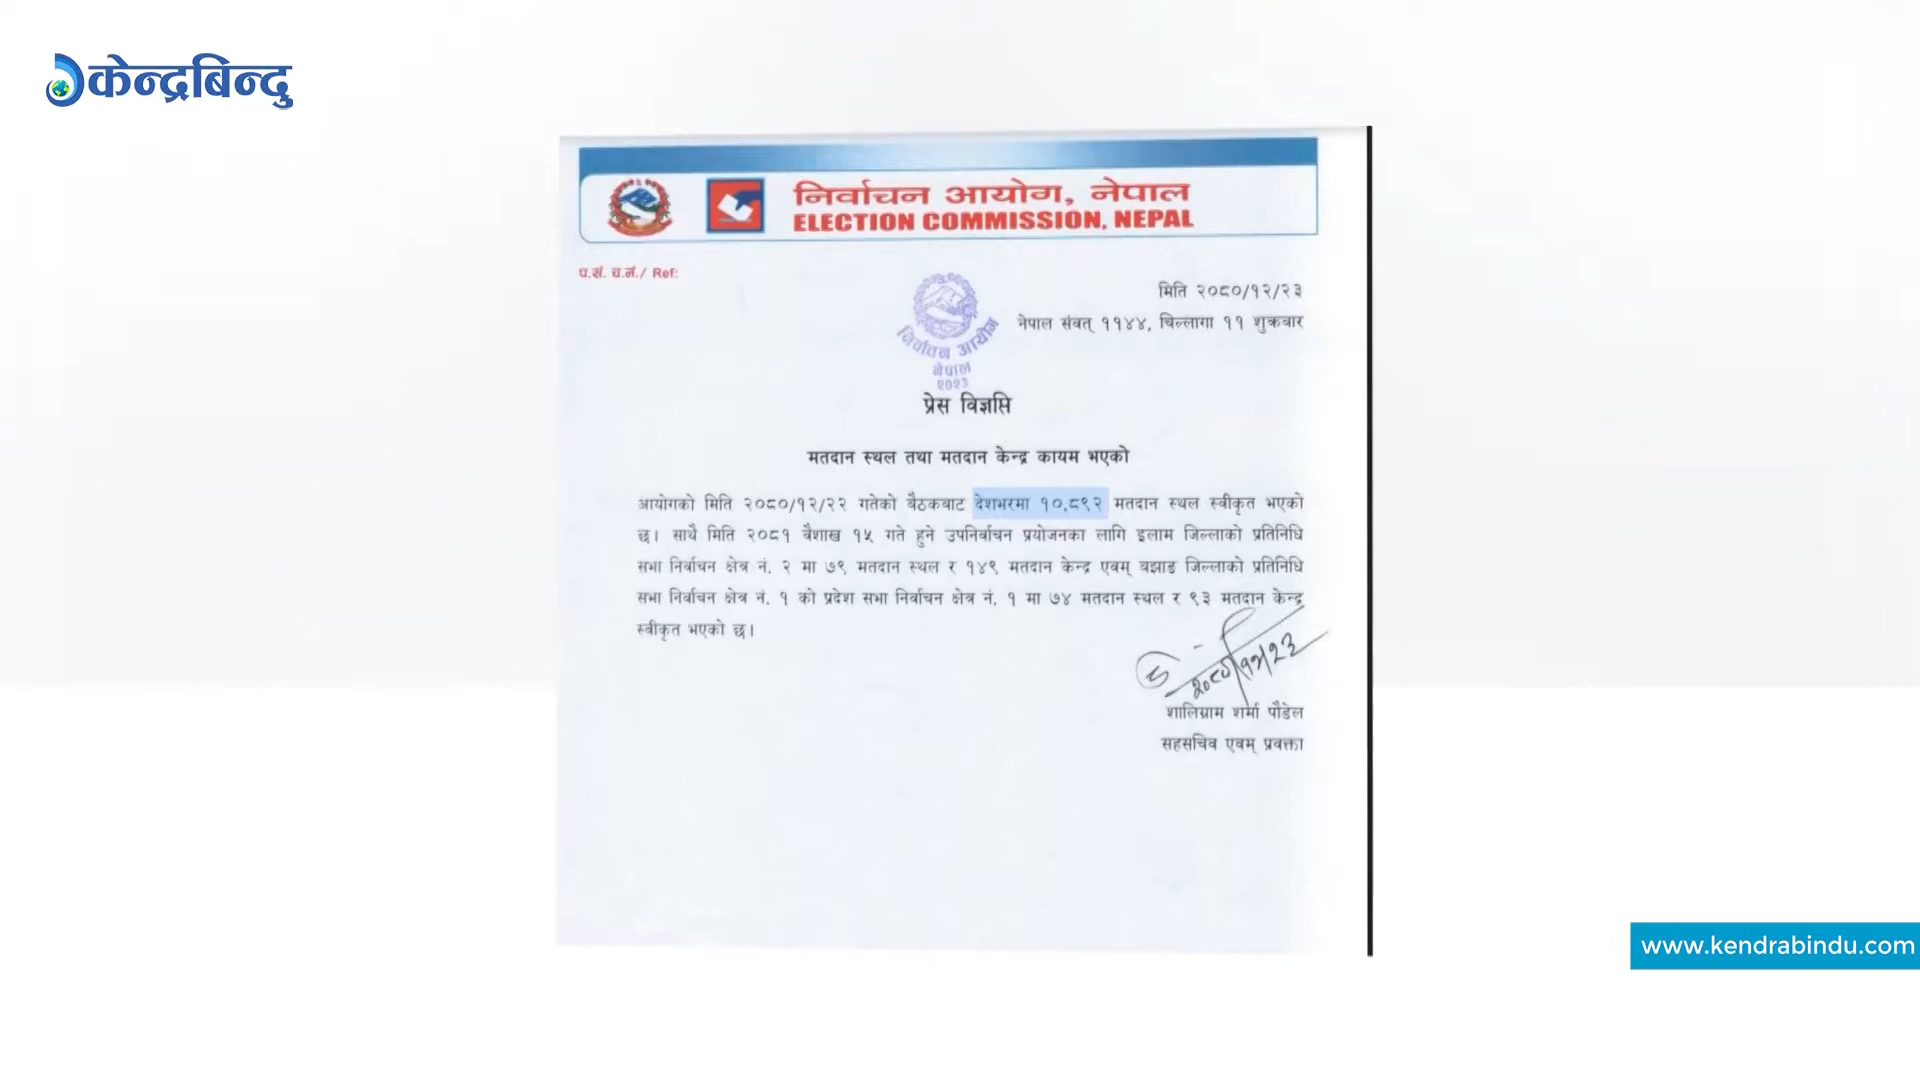 केन्द्रबिन्दु
निर्वाचन आयोग, नेपाल
ELECTION COMMISSION, NEPAL
प.सं. च.नं./ Ref:
मिति २०८०/१२/२३
नेपाल संवत् ११४४, चिल्लागा ११ शुक्रबार
निर्वाचन आयोग
नेपाल
२०२३
प्रेस विज्ञप्ति
मतदान स्थल तथा मतदान केन्द्र कायम भएको
आयोगको मिति २०८०/१२/२२ गतेको बैठकबाट देशभरमा १०,८९२ मतदान स्थल स्वीकृत भएको
छ। साथै मिति २०८१ वैशाख १५ गते हुने उपनिर्वाचन प्रयोजनका लागि इलाम जिल्लाको प्रतिनिधि
सभा निर्वाचन क्षेत्र नं. २ मा ७९ मतदान स्थल र १४९ मतदान केन्द्र एवम् बझाङ जिल्लाको प्रतिनिधि
सभा निर्वाचन क्षेत्र नं. १ को प्रदेश सभा निर्वाचन क्षेत्र नं. १ मा ७४ मतदान स्थल र ९३ मतदान केन्द्र
स्वीकृत भएको छ।
२०८०/१२/२३
शालिग्राम शर्मा पौडेल
सहसचिव एवम् प्रवक्ता
www.kendrabindu.com